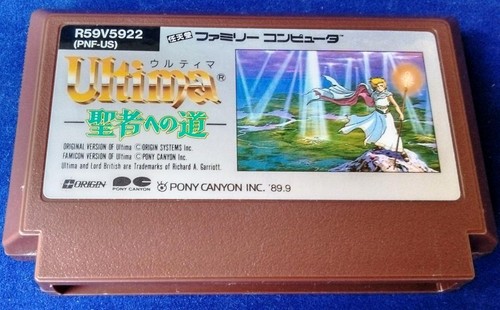 R59V5922
(PNF-US)
任天堂 ファミリーコンピュータ
ウルティマ
Ultima®
聖者への道
ORIGINAL VERSION OF Ultima ©ORIGIN SYSTEMS Inc.
FAMICON VERSION OF Ultima ©PONY CANYON Inc.
Ultima and Lord British are Trademarks of Richard A. Garriott.
ORIGIN PONY CANYON PONY CANYON INC. '89.9